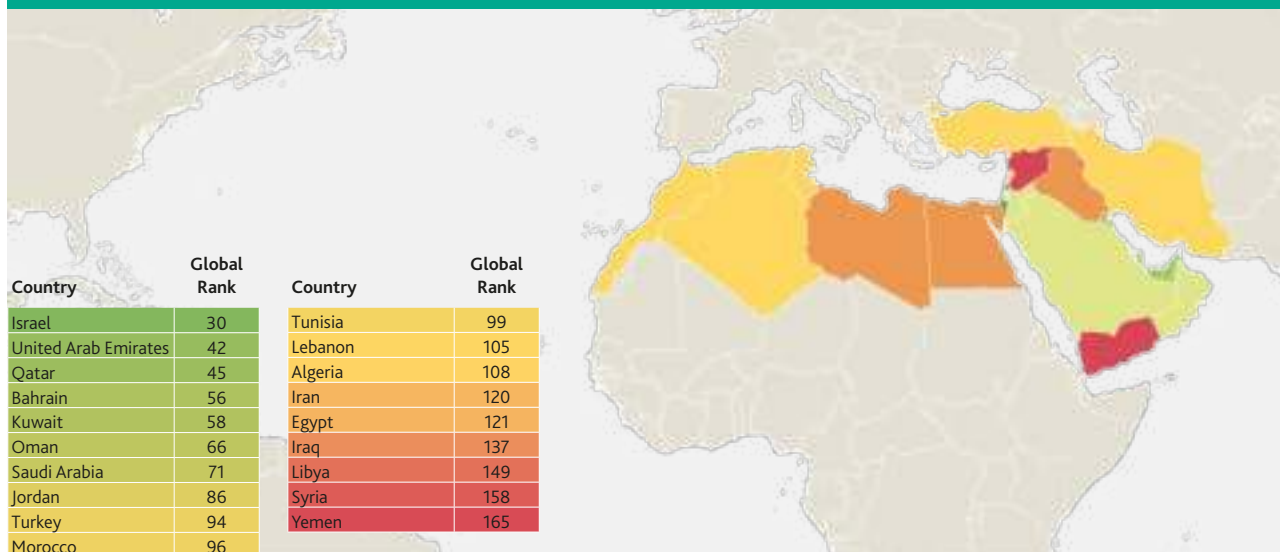 Country Global Rank
Israel 30
United Arab Emirates 42
Qatar 45
Bahrain 56
Kuwait 58
Oman 66
Saudi Arabia 71
Jordan 86
Turkey 94
Morocco 96
Country Global Rank
Tunisia 99
Lebanon 105
Algeria 108
Iran 120
Egypt 121
Iraq 137
Libya 149
Syria 158
Yemen 165